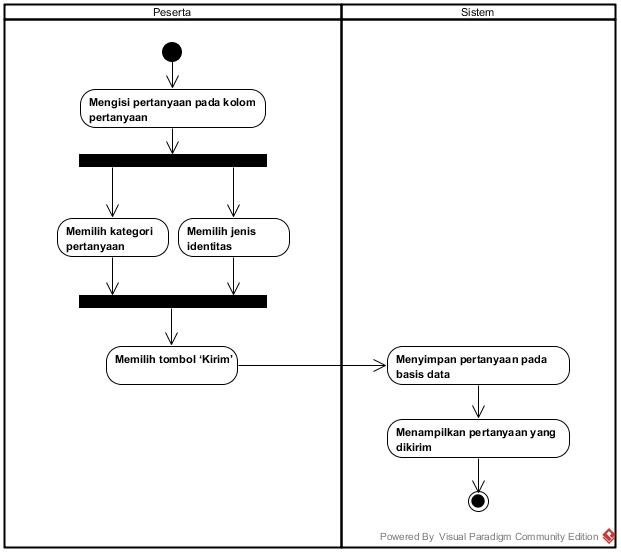 Peserta
Sistem
Mengisi pertanyaan pada kolom
pertanyaan
Memilih kategori
pertanyaan
Memilih jenis
identitas
Memilih tombol ‘Kirim’
Menyimpan pertanyaan pada
basis data
Menampilkan pertanyaan yang
dikirim
Powered By Visual Paradigm Community Edition